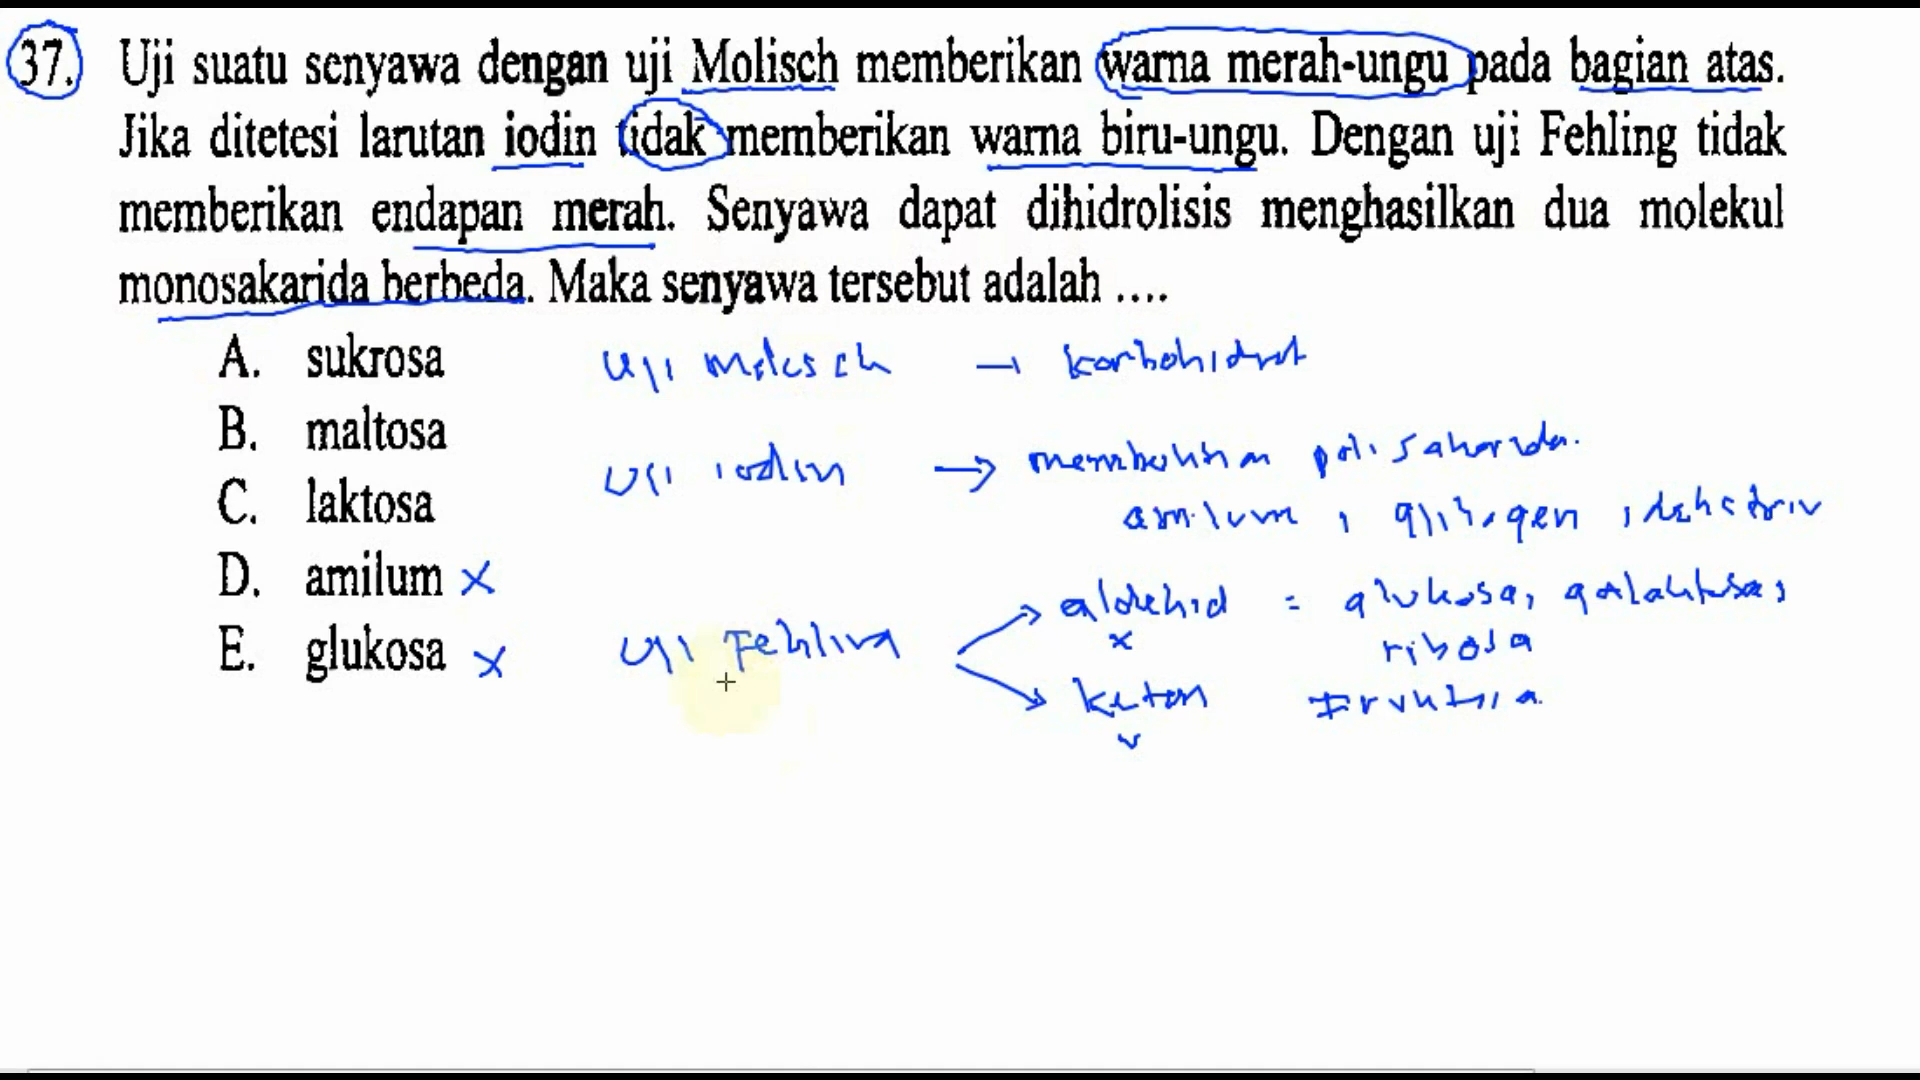 37. Uji suatu senyawa dengan uji Molisch memberikan warna merah-ungu pada bagian atas.
Jika ditetesi larutan iodin tidak memberikan warna biru-ungu. Dengan uji Fehling tidak
memberikan endapan merah. Senyawa dapat dihidrolisis menghasilkan dua molekul
monosakarida berbeda. Maka senyawa tersebut adalah ....
A. sukrosa
B. maltosa
C. laktosa
D. amilum x
E. glukosa x
Uji Molisch → karbohidrat
Uji iodin → polisakarida.
amilum, glikogen, dekstrin
Uji Fehling
aldehid = glukosa, galaktosa,
x ribosa
keton
v